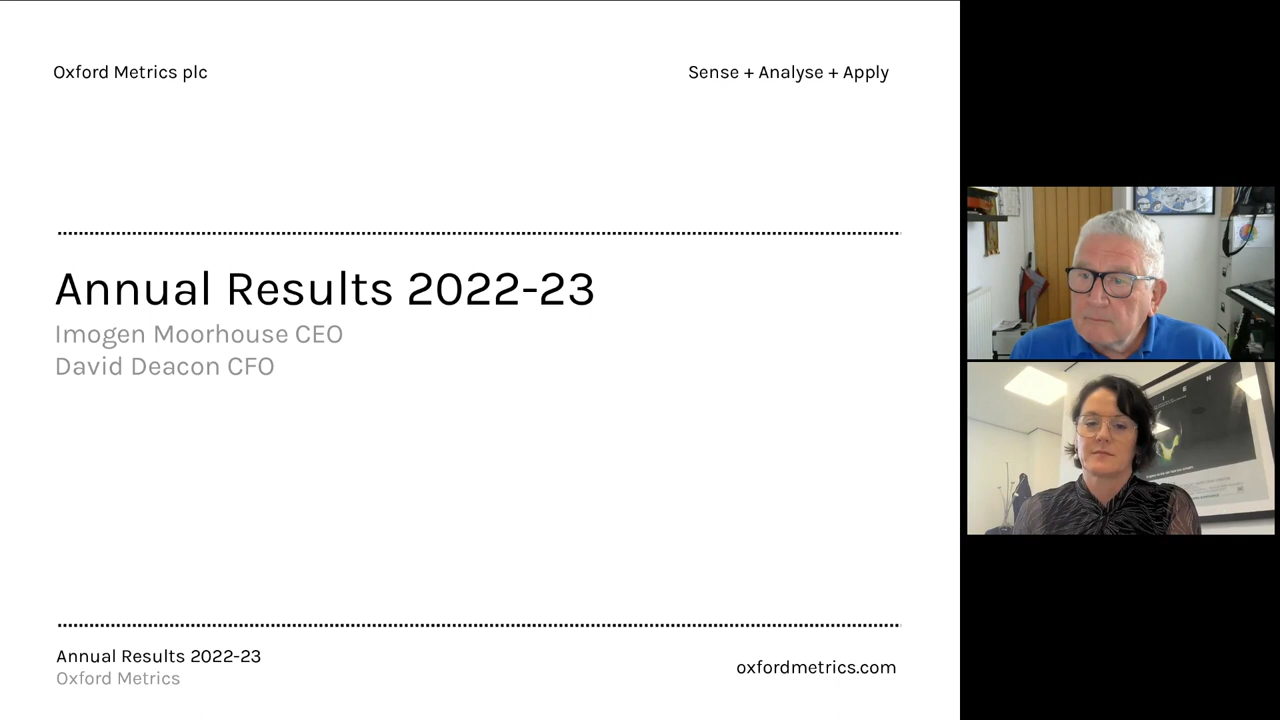 Oxford Metrics plc
Sense + Analyse + Apply
Annual Results 2022-23
Imogen Moorhouse CEO
David Deacon CFO
Annual Results 2022-23
Oxford Metrics
oxfordmetrics.com
I E N